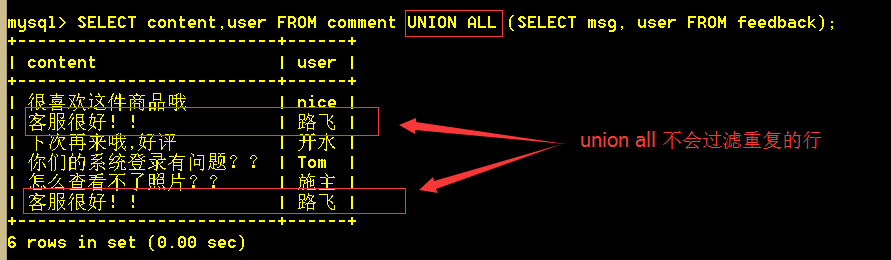 mysql> SELECT content,user FROM comment UNION ALL (SELECT msg, user FROM feedback);
+-------------------------+------+
| content | user |
+-------------------------+------+
| 很喜欢这件商品哦 | nice |
| 客服很好!! | 路飞 |
| 下次再来哦,好评 | 开水 |
| 你们的系统登录有问题?? | Tom |
| 怎么查看不了照片?? | 施主 |
| 客服很好!! | 路飞 |
+-------------------------+------+
6 rows in set (0.00 sec)
union all 不会过滤重复的行